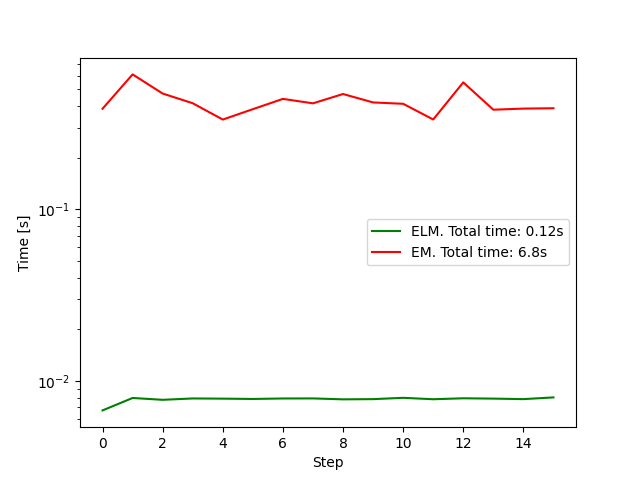 Time [s]
10⁻¹
10⁻²
ELM. Total time: 0.12s
EM. Total time: 6.8s
0 2 4 6 8 10 12 14
Step